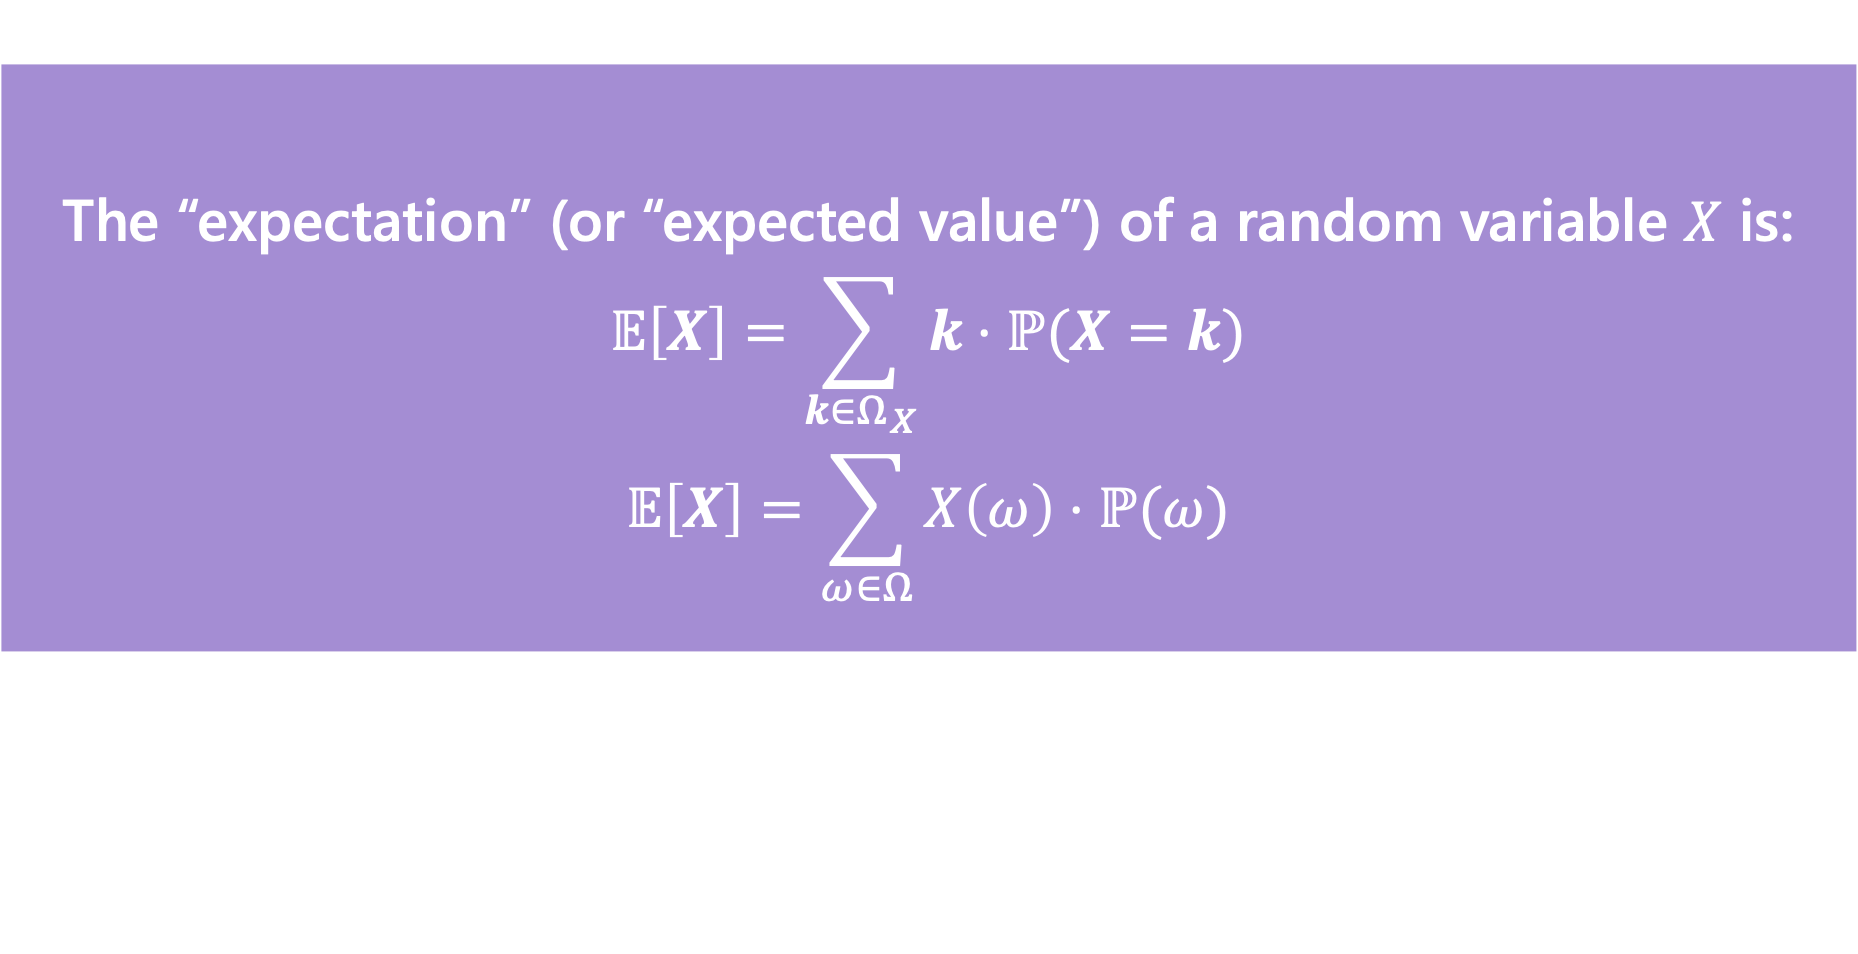 The “expectation” (or “expected value”) of a random variable 𝑋 is:
𝔼[𝑿] = ∑_{𝒌∈Ω_𝑿} 𝒌 · ℙ(𝑿 = 𝒌)
𝔼[𝑿] = ∑_{𝜔∈Ω} 𝑋(𝜔) · ℙ(𝜔)